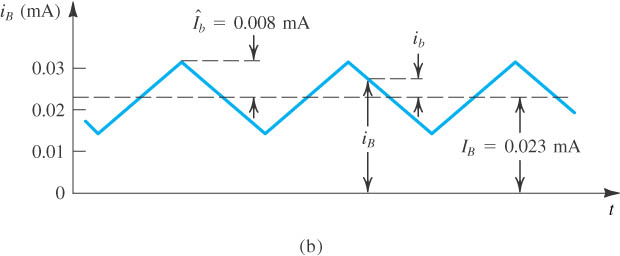 i_B (mA)
Î_b = 0.008 mA
i_b
0.03
0.02
0.01
0
i_B
I_B = 0.023 mA
t
(b)